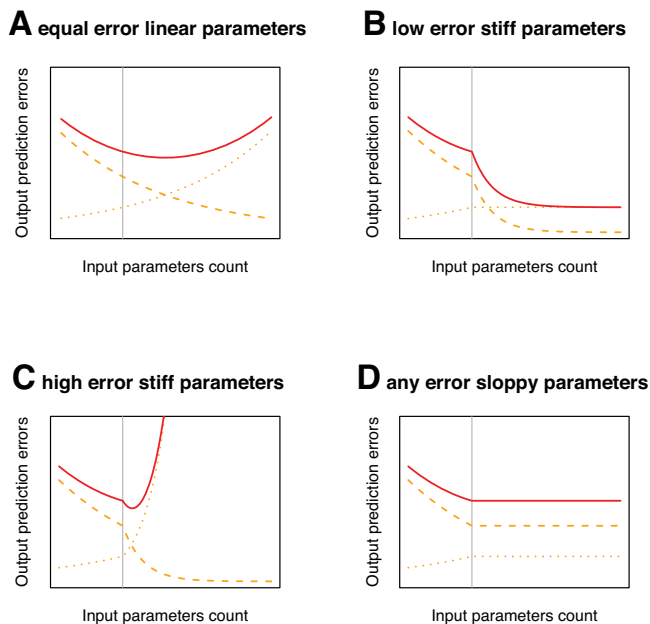 A equal error linear parameters
Output prediction errors
Input parameters count
B low error stiff parameters
Output prediction errors
Input parameters count
C high error stiff parameters
Output prediction errors
Input parameters count
D any error sloppy parameters
Output prediction errors
Input parameters count